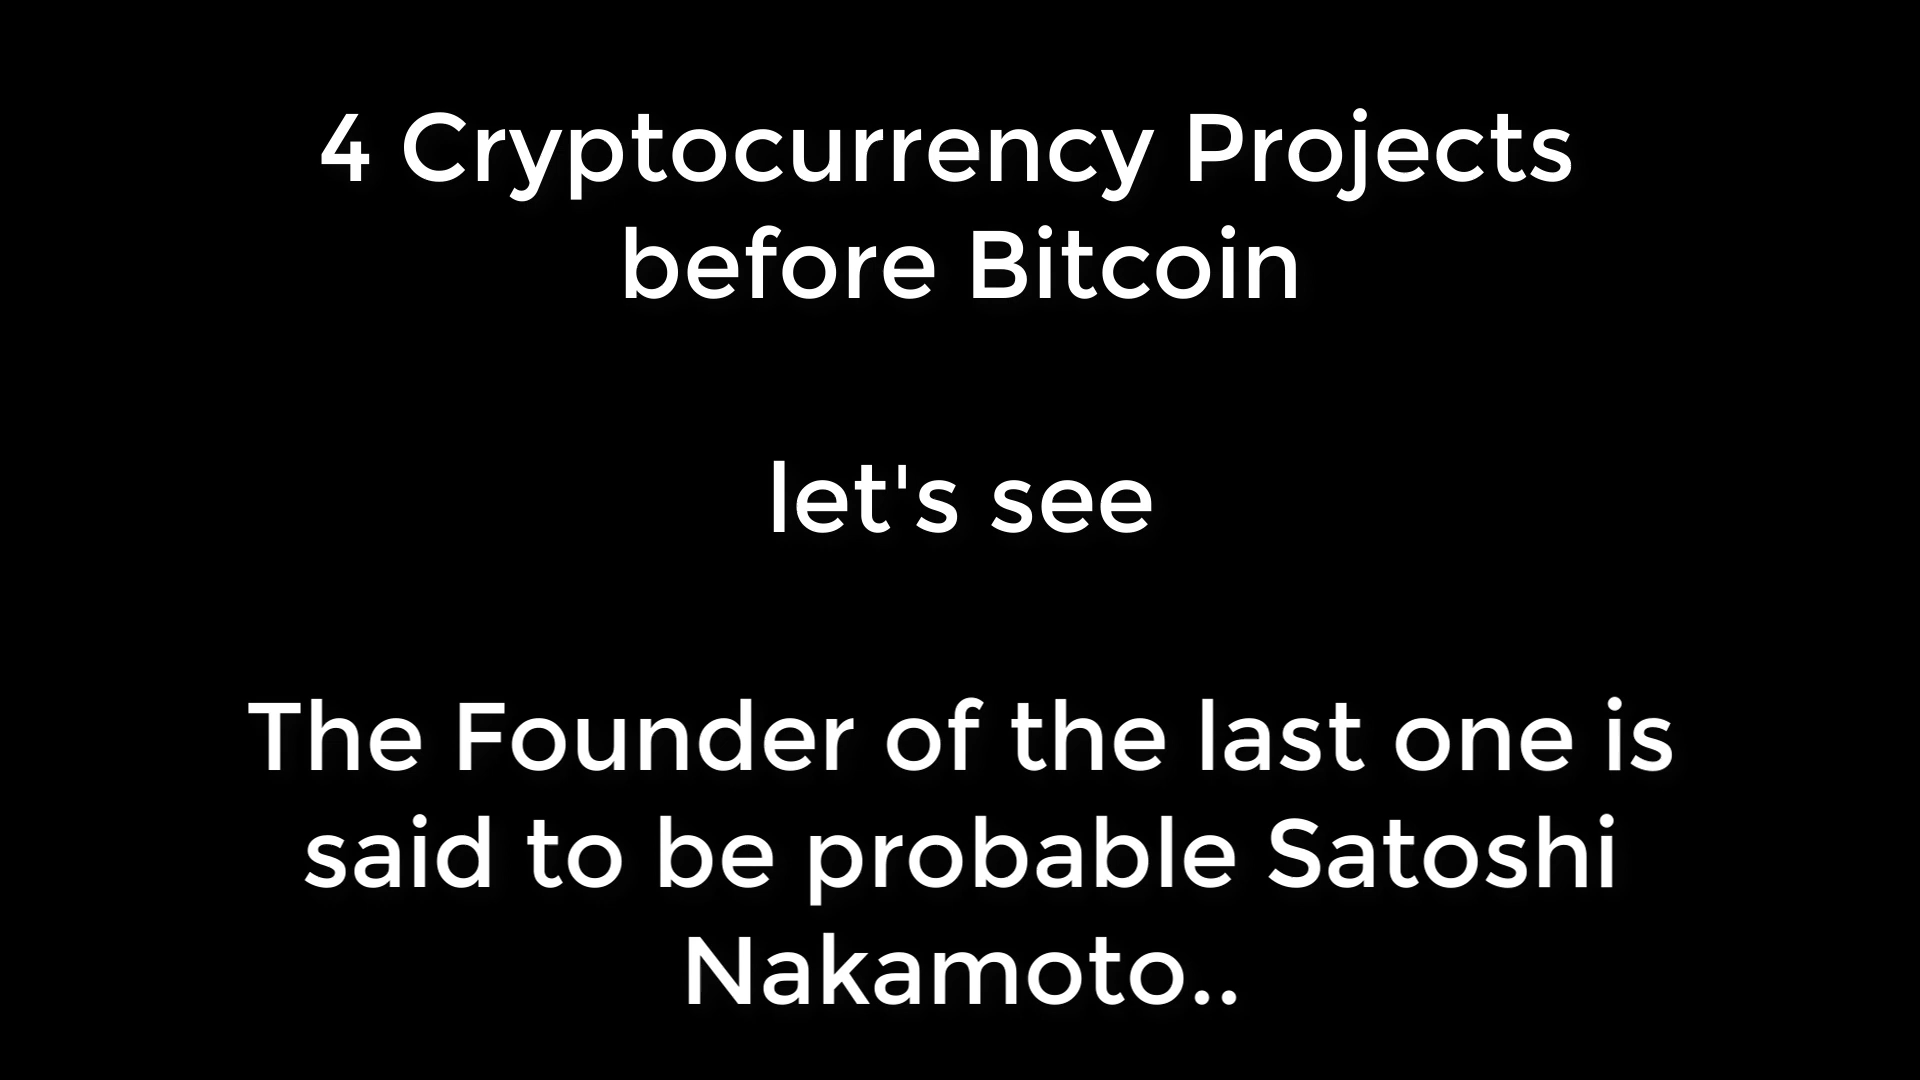 4 Cryptocurrency Projects
before Bitcoin
let's see
The Founder of the last one is
said to be probable Satoshi
Nakamoto..